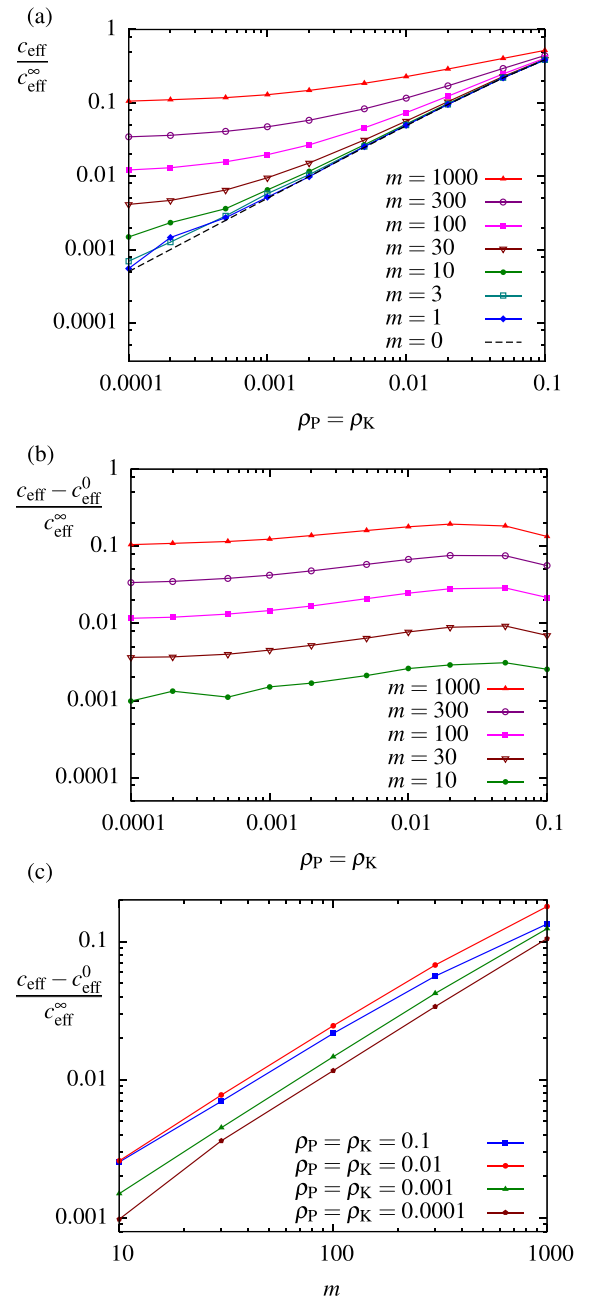 (a)
c_eff / c_eff^∞
1
0.1
0.01
0.001
0.0001
m = 1000
m = 300
m = 100
m = 30
m = 10
m = 3
m = 1
m = 0
0.0001 0.001 0.01 0.1
ρ_P = ρ_K
(b)
c_eff − c_eff^0 / c_eff^∞
1
0.1
0.01
0.001
0.0001
m = 1000
m = 300
m = 100
m = 30
m = 10
0.0001 0.001 0.01 0.1
ρ_P = ρ_K
(c)
c_eff − c_eff^0 / c_eff^∞
0.1
0.01
0.001
ρ_P = ρ_K = 0.1
ρ_P = ρ_K = 0.01
ρ_P = ρ_K = 0.001
ρ_P = ρ_K = 0.0001
10 100 1000
m